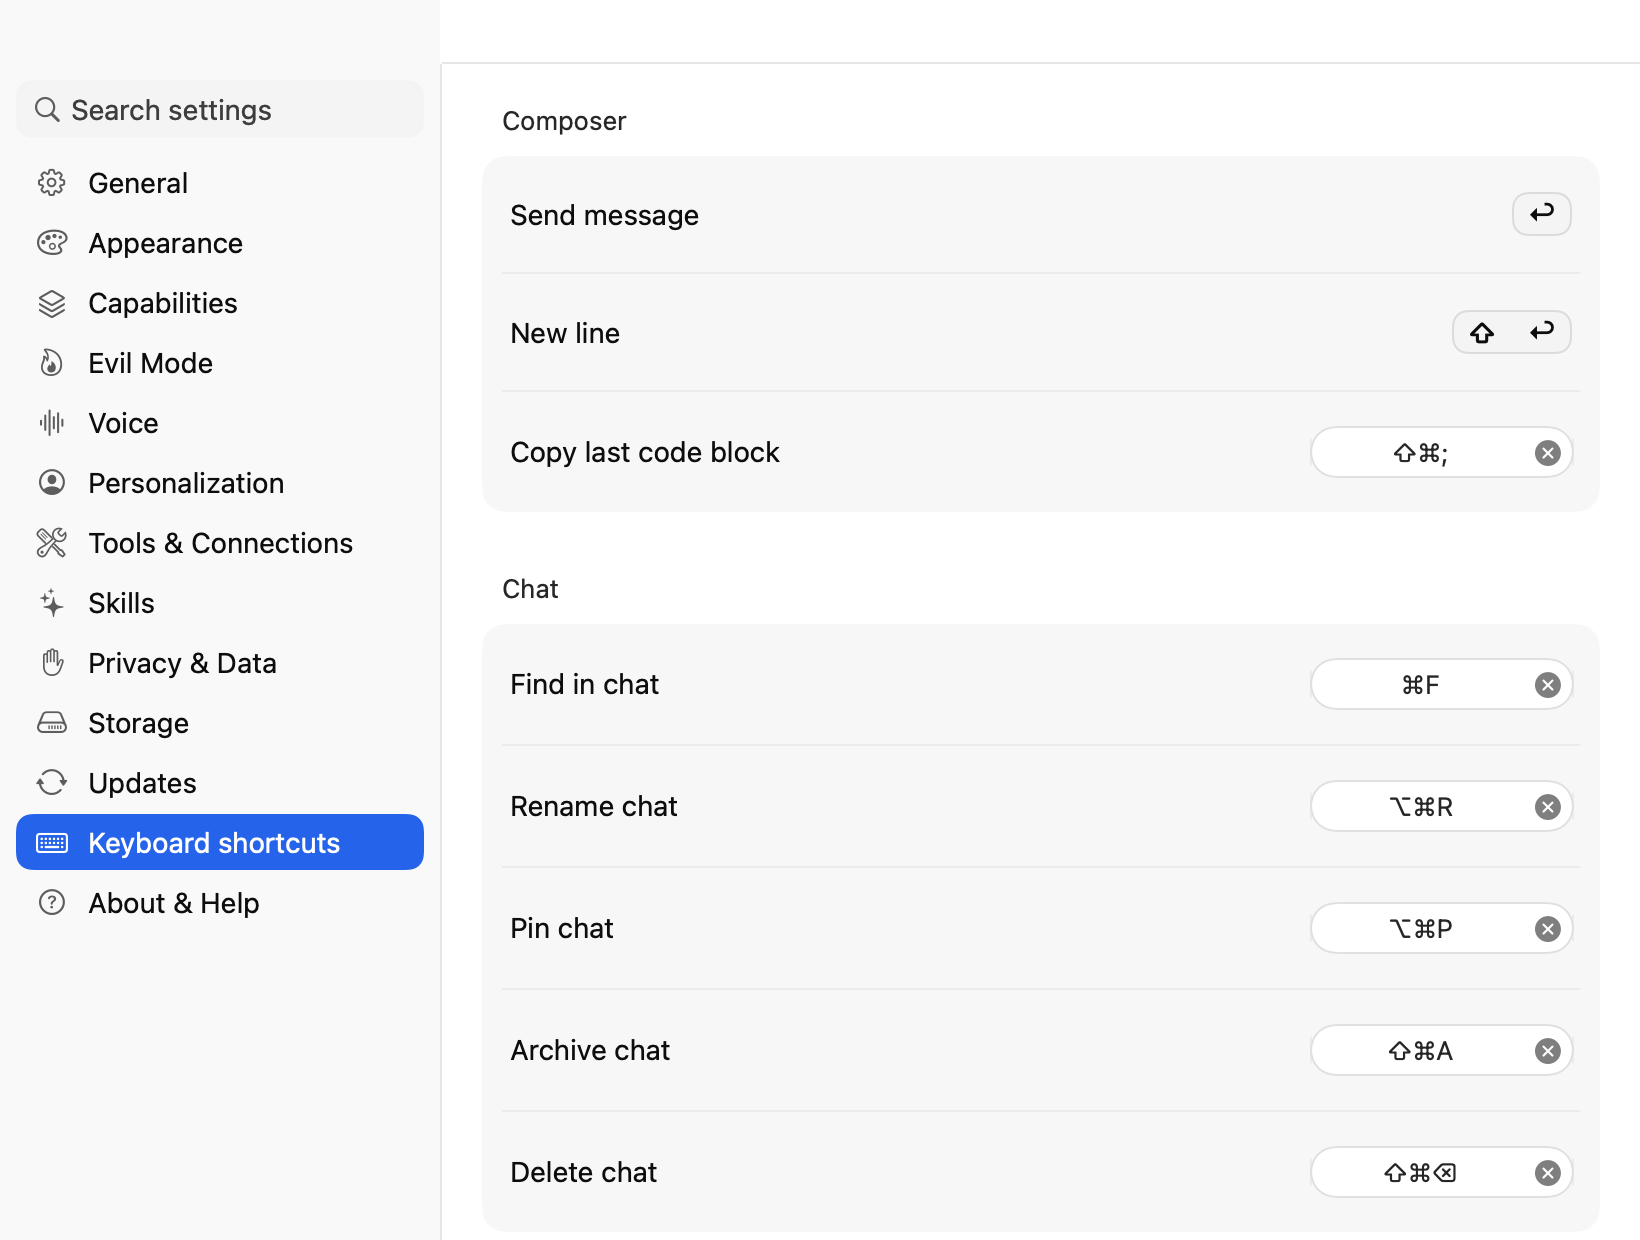 Search settings
General
Appearance
Capabilities
Evil Mode
Voice
Personalization
Tools & Connections
Skills
Privacy & Data
Storage
Updates
Keyboard shortcuts
About & Help
Composer
Send message ↩
New line ⇧ ↩
Copy last code block ⇧⌘;
Chat
Find in chat ⌘F
Rename chat ⌥⌘R
Pin chat ⌥⌘P
Archive chat ⇧⌘A
Delete chat ⇧⌘⌫